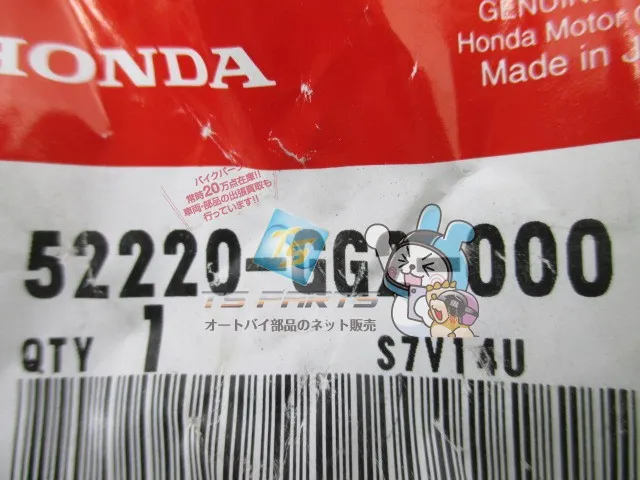 HONDA
GENUINE
Honda Motor
Made in J
バイクパーツ
常時20万点在庫!!
車両・部品の出張買取も
行っています!!
52220- -000
TS
TS PARTS
オートバイ部品のネット販売
QTY 1 S7V14U